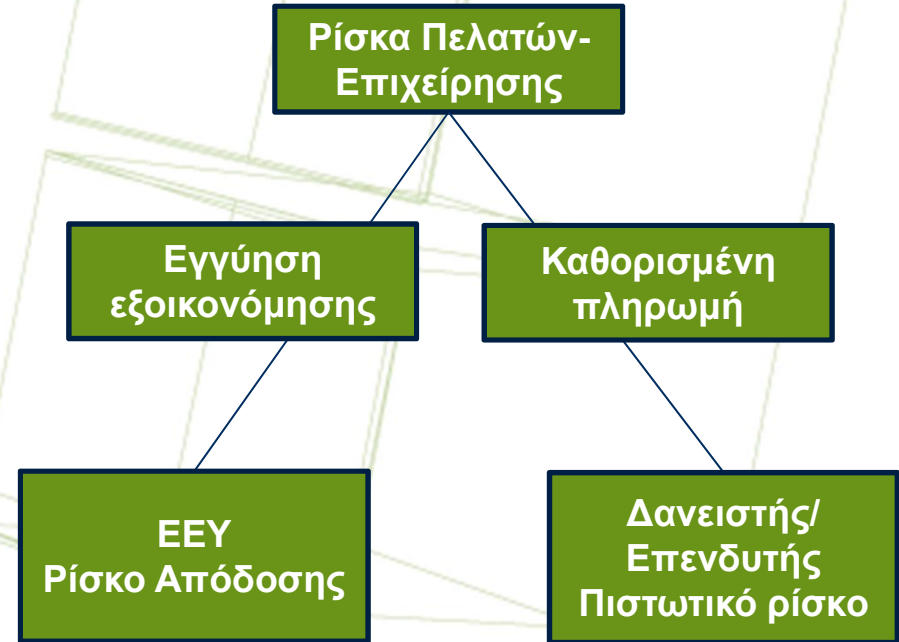 Ρίσκα Πελατών-
Επιχείρησης
Εγγύηση
εξοικονόμησης
Καθορισμένη
πληρωμή
ΕΕΥ
Ρίσκο Απόδοσης
Δανειστής/
Επενδυτής
Πιστωτικό ρίσκο